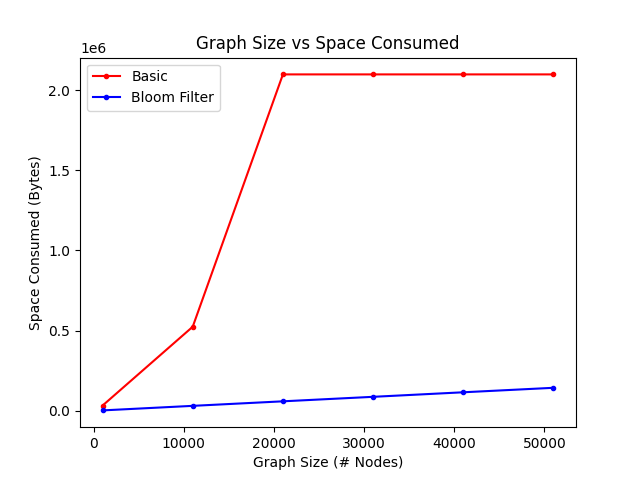 Graph Size vs Space Consumed
1e6
Basic
Bloom Filter
Space Consumed (Bytes)
2.0
1.5
1.0
0.5
0.0
0 10000 20000 30000 40000 50000
Graph Size (# Nodes)